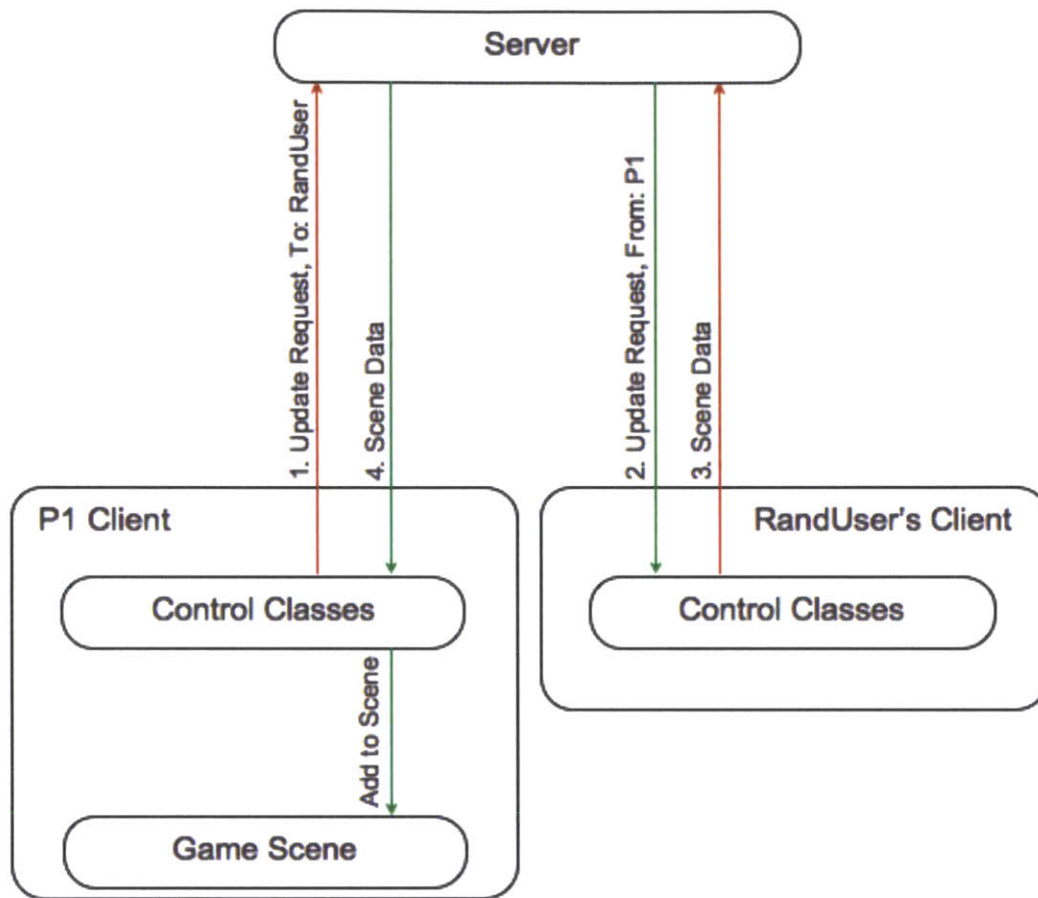 Server
1. Update Request, To: RandUser
4. Scene Data
2. Update Request, From: P1
3. Scene Data
P1 Client
RandUser's Client
Control Classes
Control Classes
Add to Scene
Game Scene